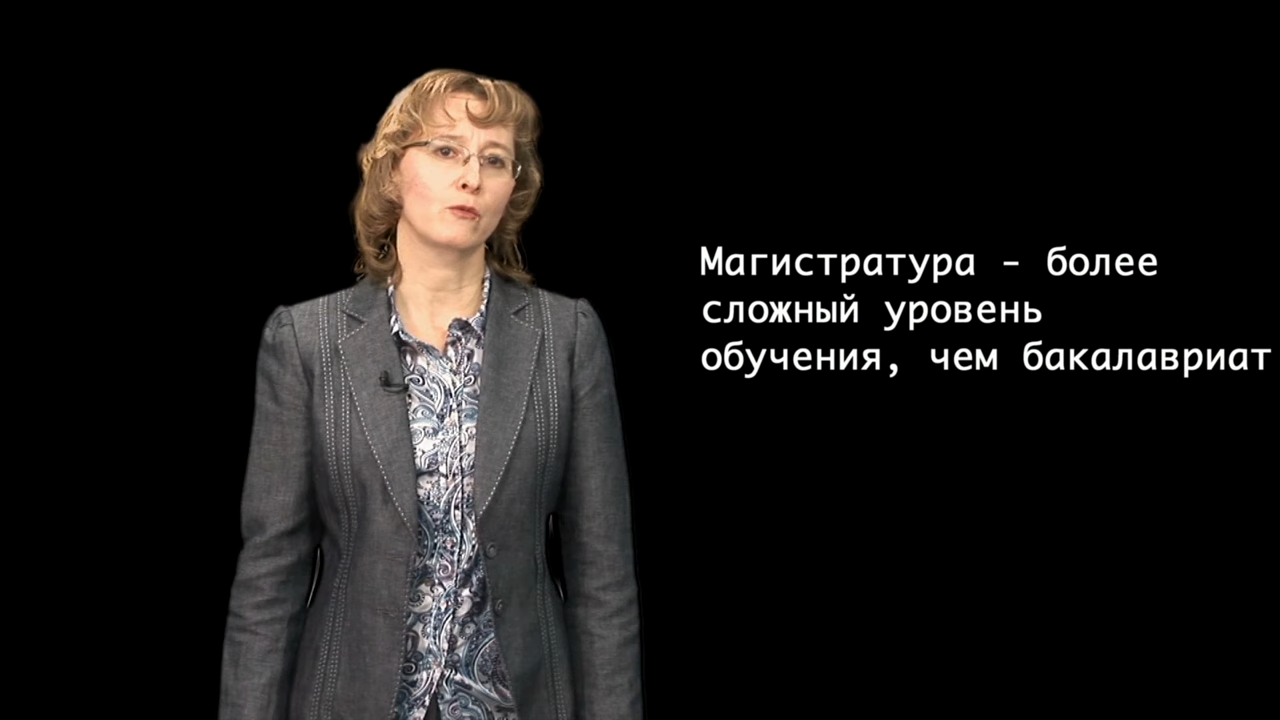 Магистратура - более
сложный уровень
обучения, чем бакалавриат